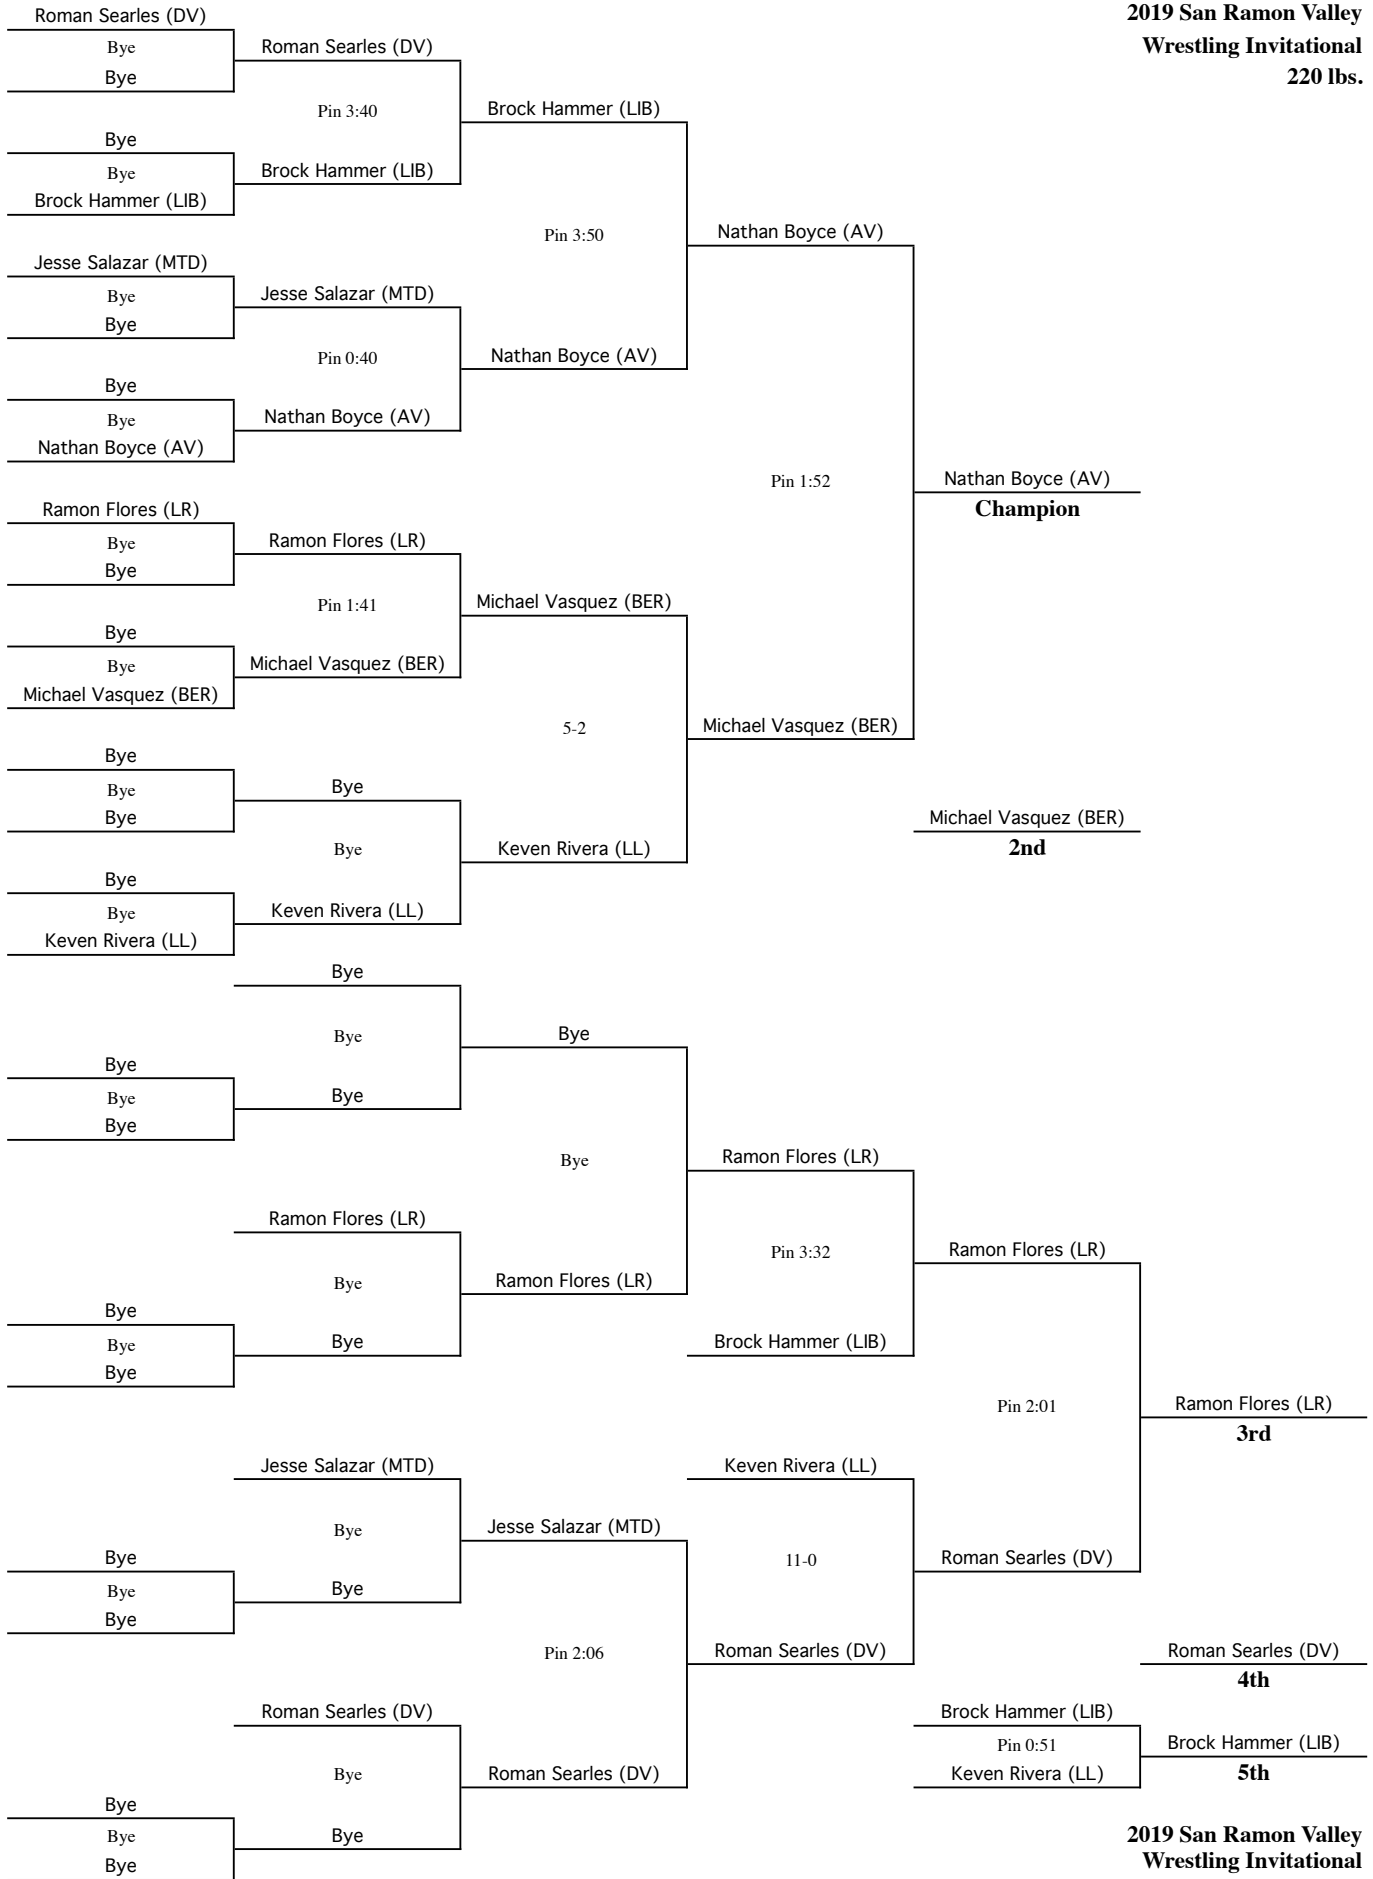 Roman Searles (DV)
2019 San Ramon Valley
Bye
Roman Searles (DV)
Wrestling Invitational
Bye
220 lbs.
Pin 3:40
Brock Hammer (LIB)
Bye
Bye
Brock Hammer (LIB)
Brock Hammer (LIB)
Pin 3:50
Nathan Boyce (AV)
Jesse Salazar (MTD)
Bye
Jesse Salazar (MTD)
Bye
Pin 0:40
Nathan Boyce (AV)
Bye
Bye
Nathan Boyce (AV)
Nathan Boyce (AV)
Pin 1:52
Nathan Boyce (AV)
Champion
Ramon Flores (LR)
Bye
Ramon Flores (LR)
Bye
Pin 1:41
Michael Vasquez (BER)
Bye
Bye
Michael Vasquez (BER)
Michael Vasquez (BER)
5-2
Michael Vasquez (BER)
Bye
Bye
Bye
Bye
Michael Vasquez (BER)
2nd
Bye
Keven Rivera (LL)
Bye
Bye
Keven Rivera (LL)
Keven Rivera (LL)
Bye
Bye
Bye
Bye
Bye
Bye
Bye
Bye
Ramon Flores (LR)
Ramon Flores (LR)
Pin 3:32
Ramon Flores (LR)
Bye
Ramon Flores (LR)
Bye
Bye
Bye
Brock Hammer (LIB)
Bye
Pin 2:01
Ramon Flores (LR)
3rd
Jesse Salazar (MTD)
Keven Rivera (LL)
Bye
Jesse Salazar (MTD)
Bye
11-0
Roman Searles (DV)
Bye
Bye
Bye
Pin 2:06
Roman Searles (DV)
Roman Searles (DV)
4th
Roman Searles (DV)
Brock Hammer (LIB)
Pin 0:51
Brock Hammer (LIB)
Bye
Roman Searles (DV)
Keven Rivera (LL)
5th
Bye
Bye
Bye
2019 San Ramon Valley
Bye
Wrestling Invitational